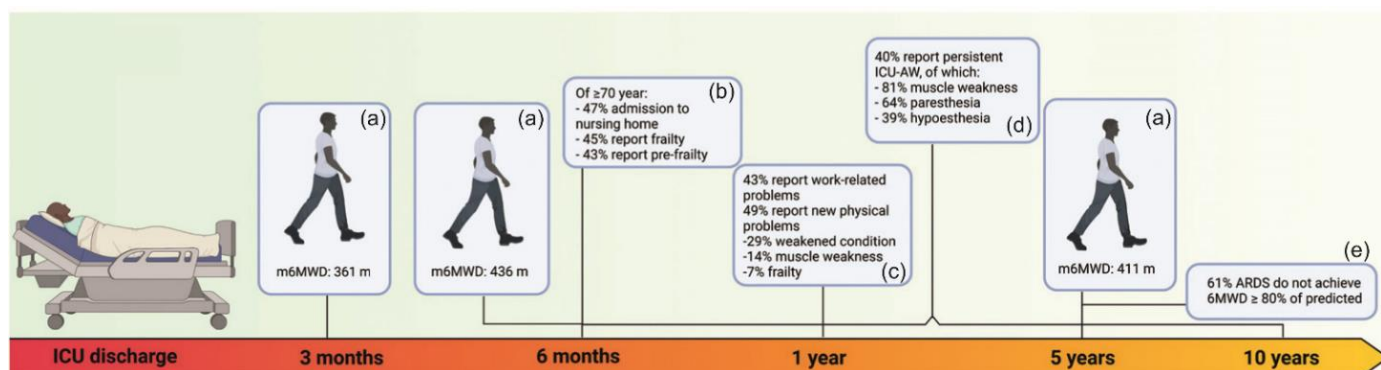 (a)
m6MWD: 361 m
(a)
m6MWD: 436 m
Of ≥70 year:
- 47% admission to
nursing home
- 45% report frailty
- 43% report pre-frailty
(b)
43% report work-related
problems
49% report new physical
problems
-29% weakened condition
-14% muscle weakness
-7% frailty
(c)
40% report persistent
ICU-AW, of which:
- 81% muscle weakness
- 64% paresthesia
- 39% hypoesthesia
(d)
(a)
m6MWD: 411 m
(e)
61% ARDS do not achieve
6MWD ≥ 80% of predicted
ICU discharge
3 months
6 months
1 year
5 years
10 years